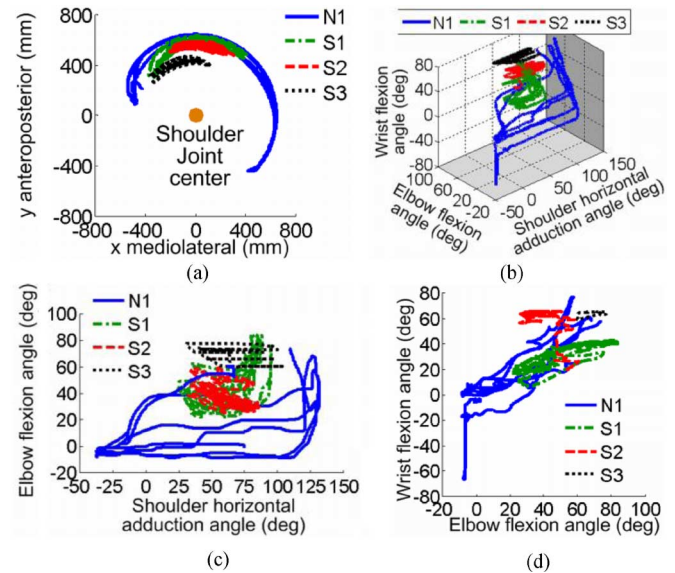 y anteroposterior (mm)
800
400
0
-400
-800
-800 -400 0 400 800
x mediolateral (mm)
N1
S1
S2
S3
Shoulder
Joint
center
(a)
N1 S1 S2 S3
Wrist flexion
angle (deg)
80
40
0
-40
-80
100
60
20
-20
Elbow flexion
angle (deg)
-50
0
50
100
150
Shoulder horizontal
adduction angle (deg)
(b)
Elbow flexion angle (deg)
100
80
60
40
20
0
-20
-50 -25 0 25 50 75 100 125 150
Shoulder horizontal
adduction angle (deg)
N1
S1
S2
S3
(c)
Wrist flexion angle (deg)
80
60
40
20
0
-20
-40
-60
-80
-20 0 20 40 60 80 100
Elbow flexion angle (deg)
N1
S1
S2
S3
(d)